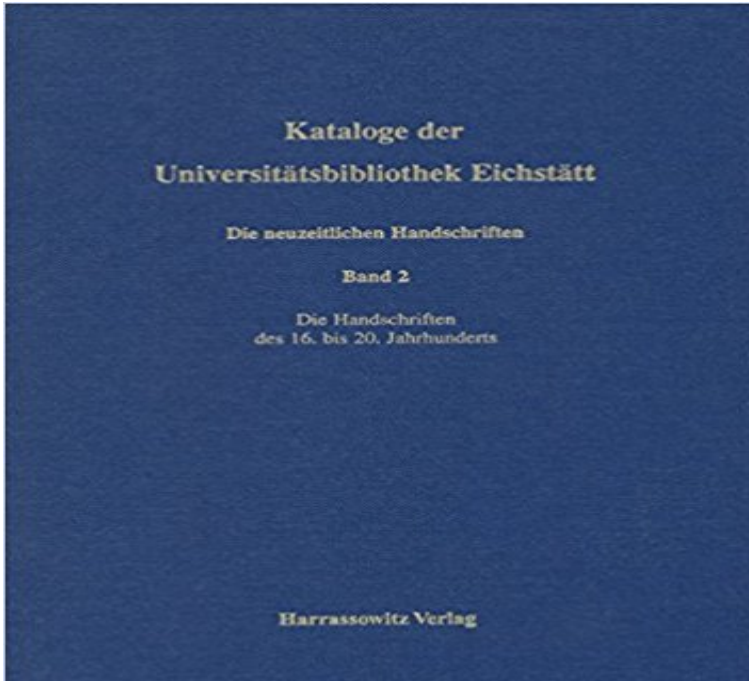 Kataloge der
Universitätsbibliothek Eichstätt
Die neuzeitlichen Handschriften
Band 2
Die Handschriften
des 16. bis 20. Jahrhunderts
Harrassowitz Verlag